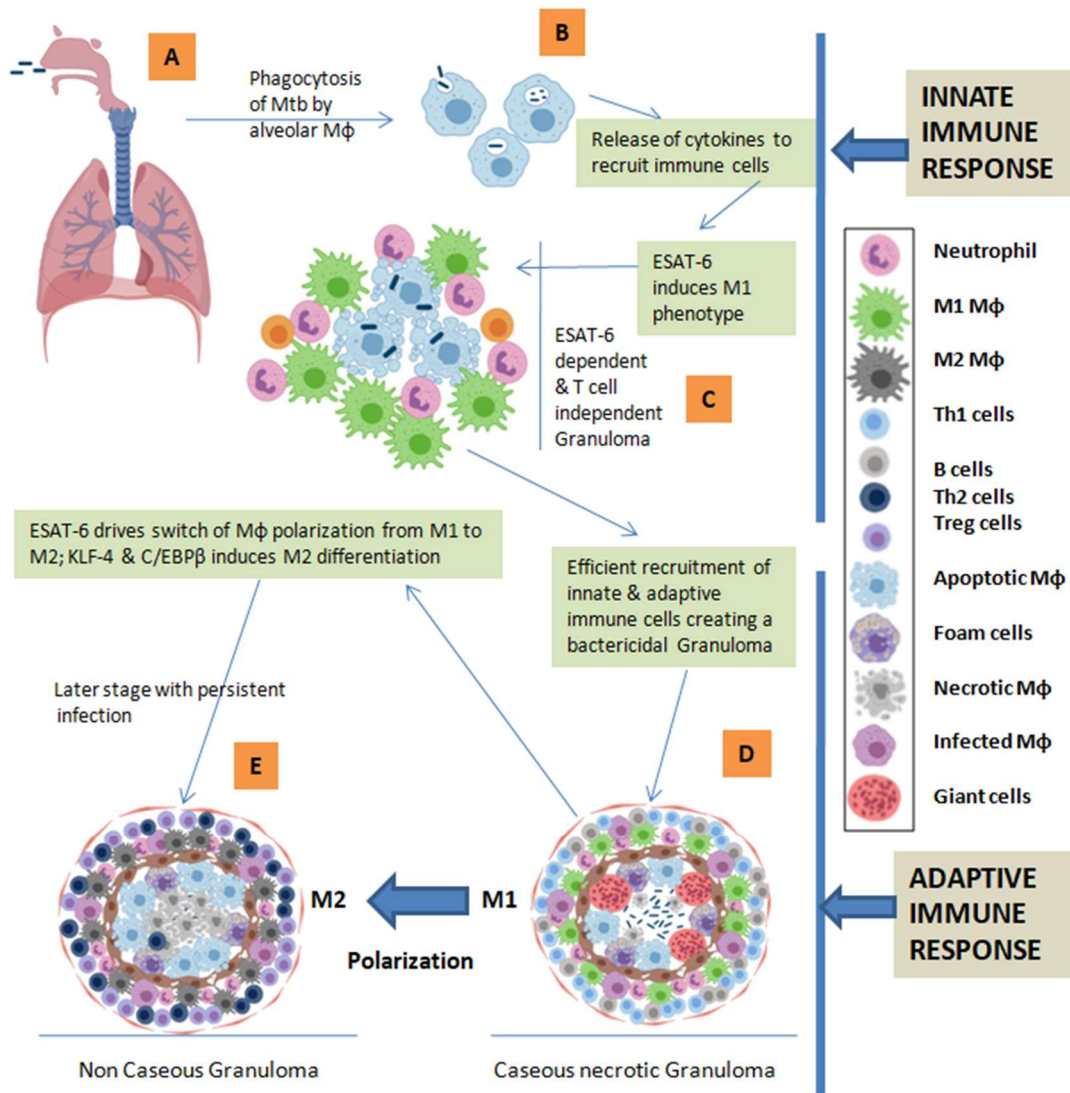 A
B
Phagocytosis
of Mtb by
alveolar Mϕ
INNATE
IMMUNE
RESPONSE
Release of cytokines to
recruit immune cells
ESAT-6
induces M1
phenotype
ESAT-6
dependent
& T cell
independent
Granuloma
C
Neutrophil
M1 Mϕ
M2 Mϕ
Th1 cells
B cells
Th2 cells
Treg cells
Apoptotic Mϕ
Foam cells
Necrotic Mϕ
Infected Mϕ
Giant cells
ESAT-6 drives switch of Mϕ polarization from M1 to
M2; KLF-4 & C/EBPβ induces M2 differentiation
Efficient recruitment of
innate & adaptive
immune cells creating a
bactericidal Granuloma
Later stage with persistent
infection
E
D
M2
M1
Polarization
ADAPTIVE
IMMUNE
RESPONSE
Non Caseous Granuloma
Caseous necrotic Granuloma